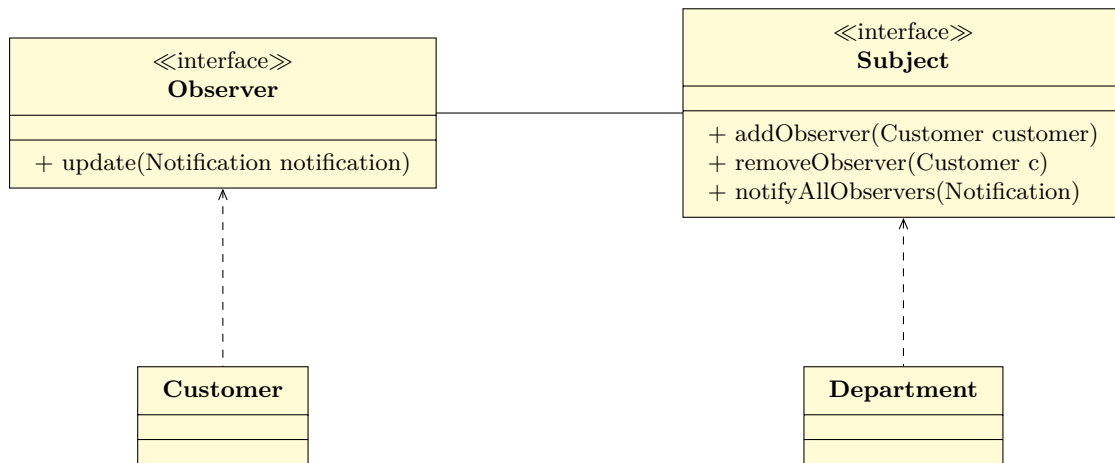 ≪interface≫
Observer
+ update(Notification notification)
≪interface≫
Subject
+ addObserver(Customer customer)
+ removeObserver(Customer c)
+ notifyAllObservers(Notification)
Customer
Department